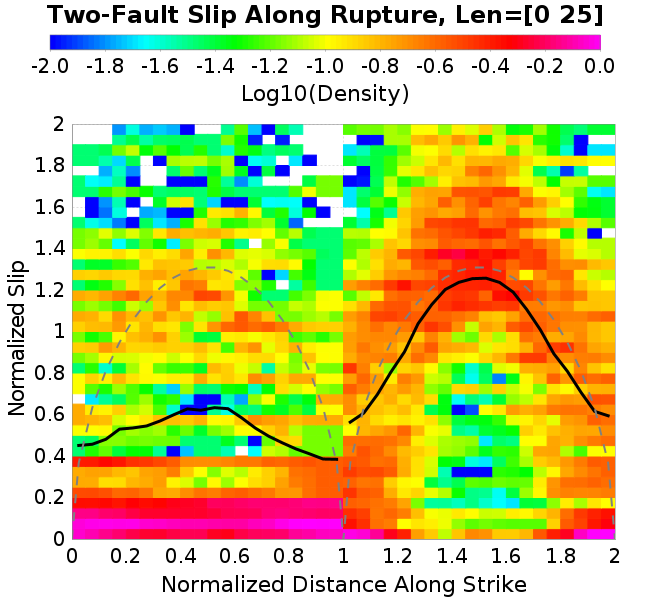 Two-Fault Slip Along Rupture, Len=[0 25]
-2.0 -1.8 -1.6 -1.4 -1.2 -1.0 -0.8 -0.6 -0.4 -0.2 0.0
Log10(Density)
2
1.8
1.6
1.4
1.2
1
0.8
0.6
0.4
0.2
0
Normalized Slip
0 0.2 0.4 0.6 0.8 1 1.2 1.4 1.6 1.8 2
Normalized Distance Along Strike